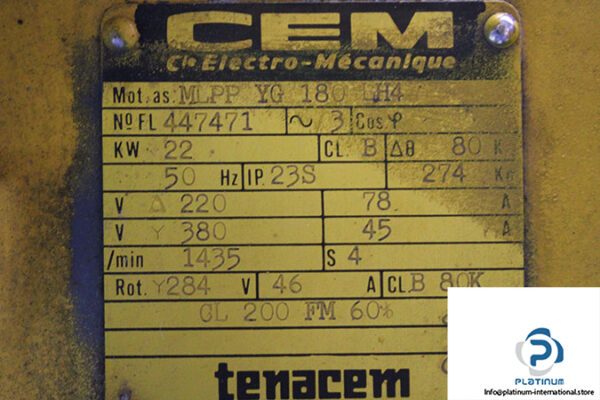 CEM
Cie Electro-Mécanique
Mot. as. MLPP YG 180 LH4
Nº FL 447471 ~ 3 Cos φ
KW 22 CL. B Δθ 80 K
50 Hz IP. 23S 274 Kg
V Δ 220 78 A
V Y 380 45 A
/min 1435 S 4
Rot. Y 284 V 46 A CL. B 80K
CL 200 FM 60%
tenacem
PLATINUM
Info@platinum-international.store